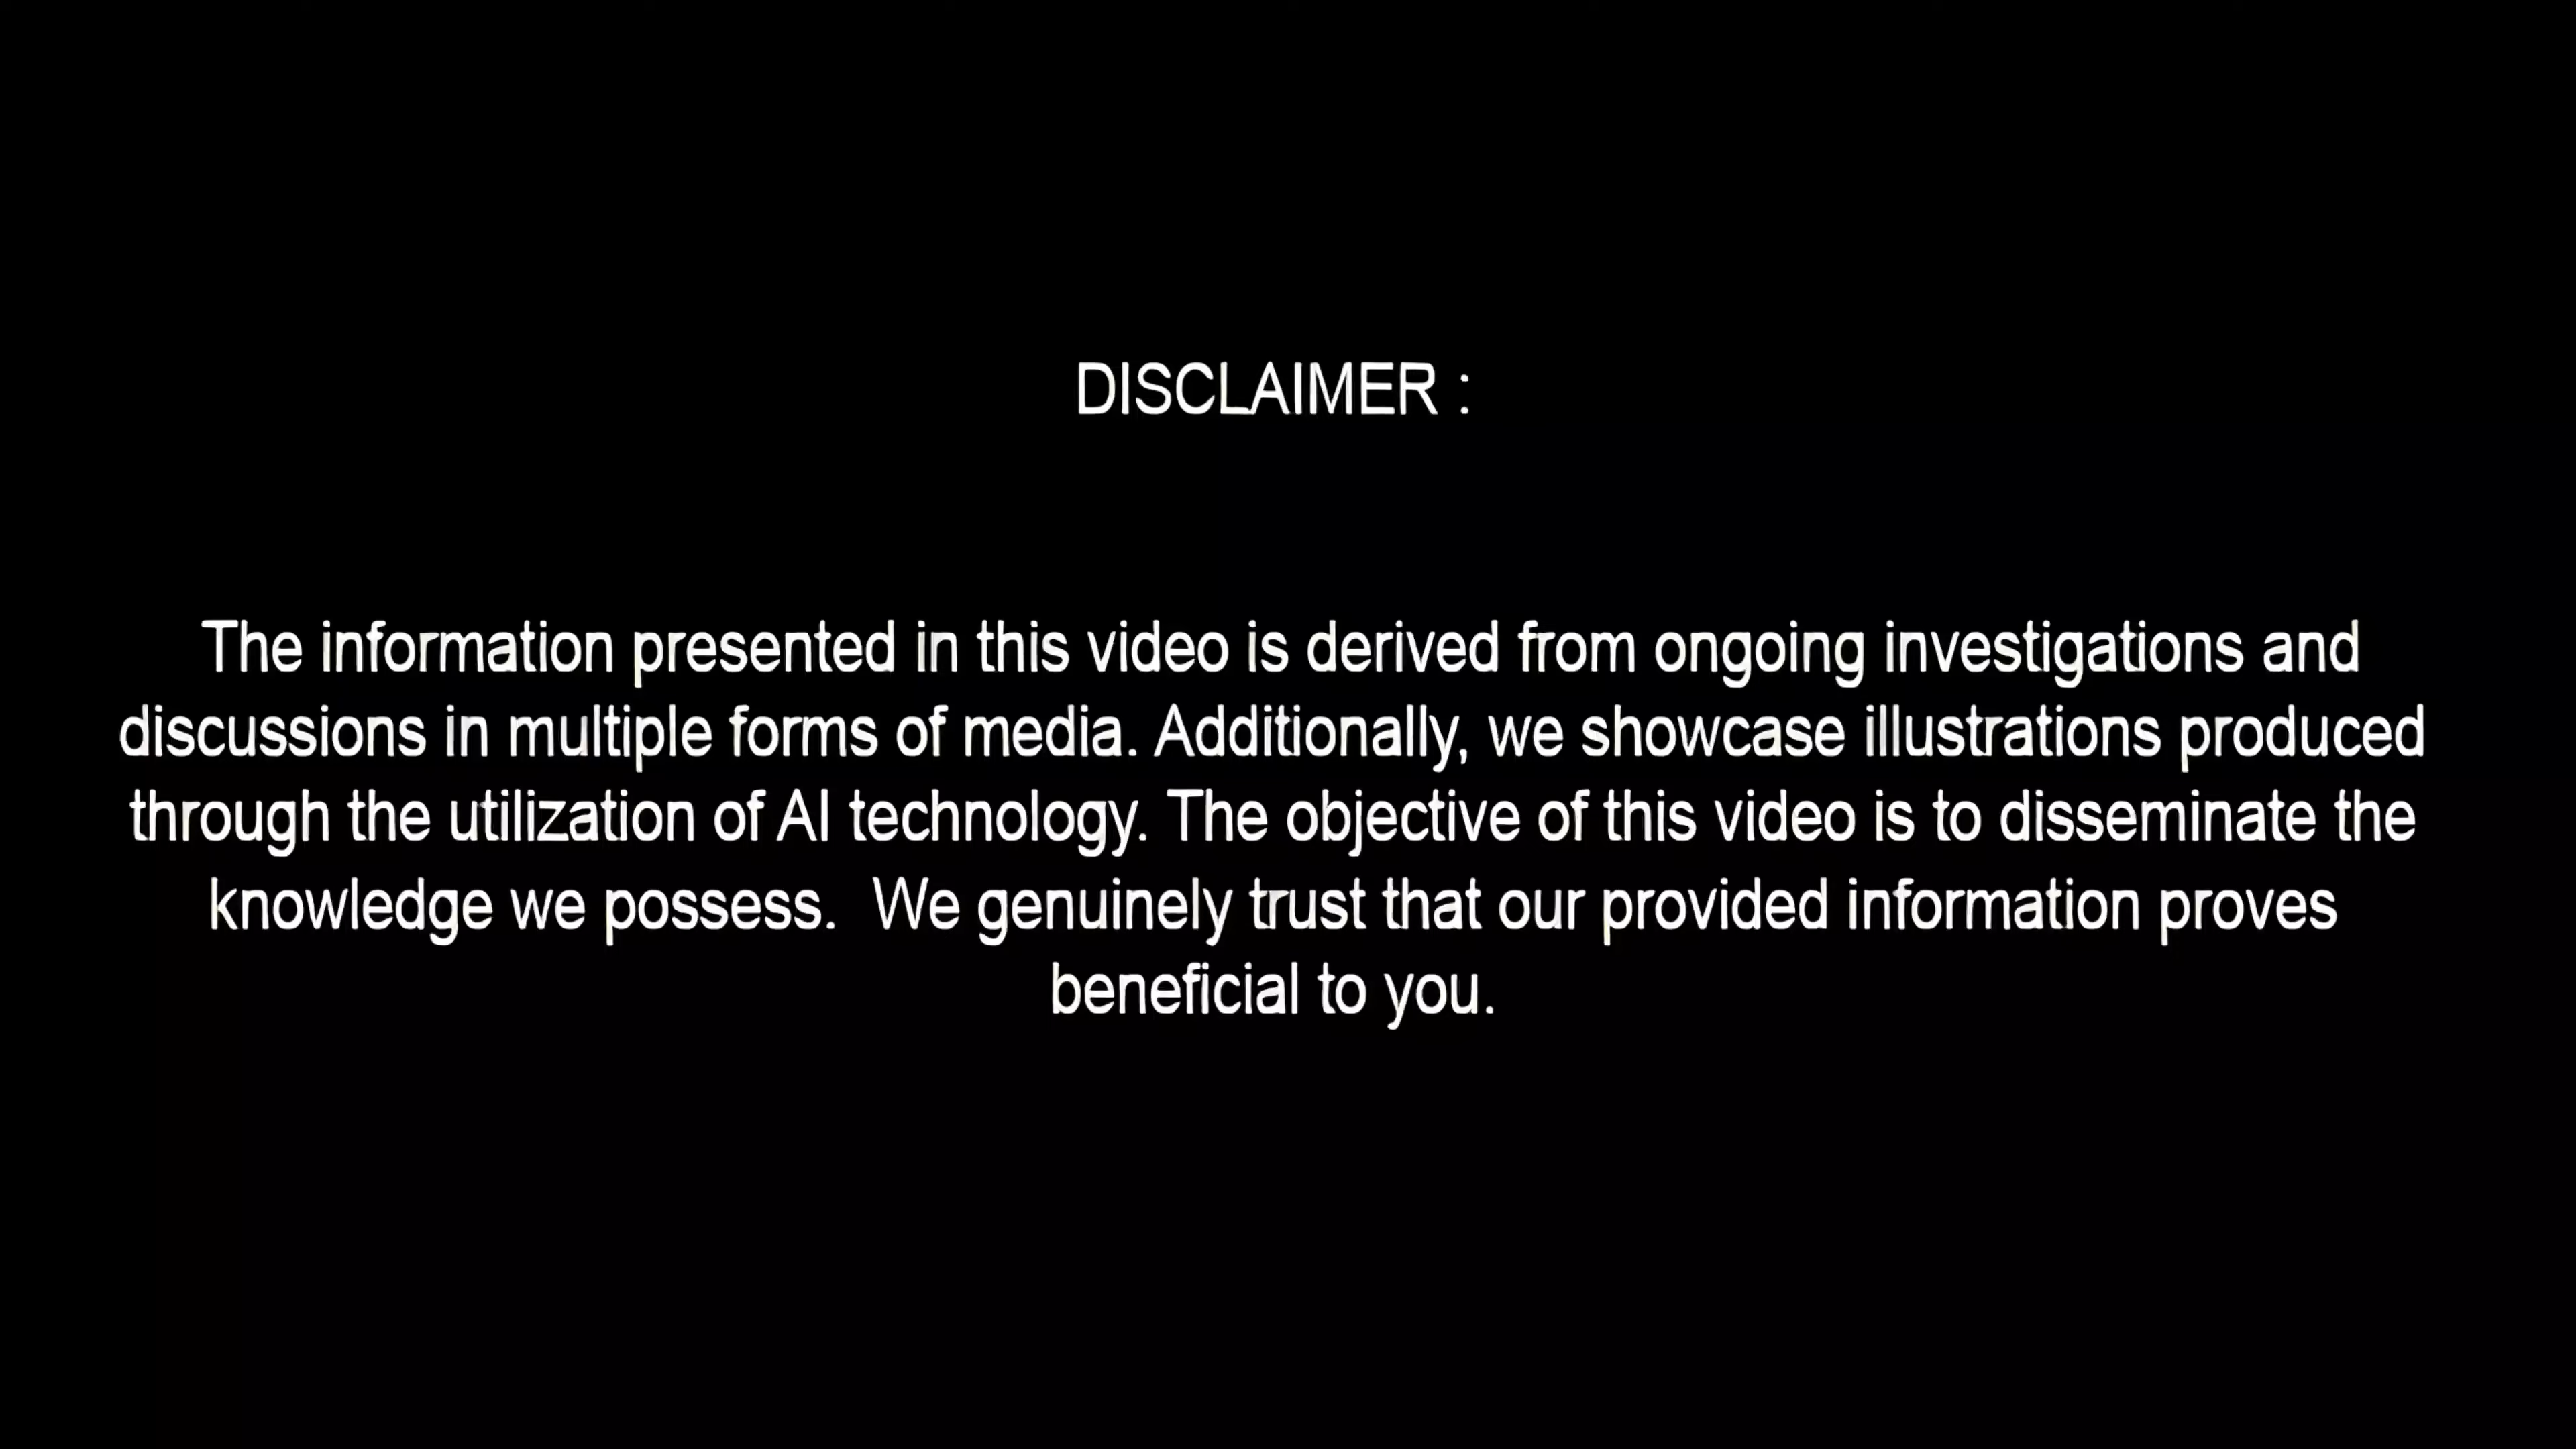 DISCLAIMER :
The information presented in this video is derived from ongoing investigations and
discussions in multiple forms of media. Additionally, we showcase illustrations produced
through the utilization of AI technology. The objective of this video is to disseminate the
knowledge we possess.  We genuinely trust that our provided information proves
beneficial to you.